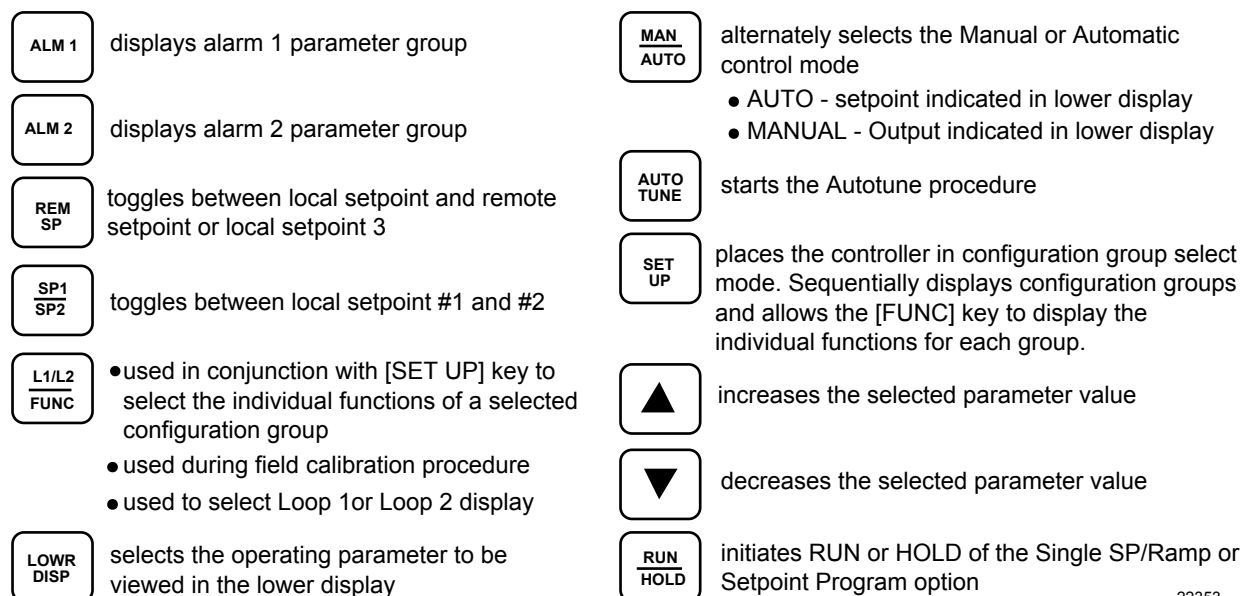 ALM 1
displays alarm 1 parameter group
ALM 2
displays alarm 2 parameter group
REM
SP
toggles between local setpoint and remote
setpoint or local setpoint 3
SP1
SP2
toggles between local setpoint #1 and #2
L1/L2
FUNC
●used in conjunction with [SET UP] key to
select the individual functions of a selected
configuration group
● used during field calibration procedure
● used to select Loop 1or Loop 2 display
LOWR
DISP
selects the operating parameter to be
viewed in the lower display
MAN
AUTO
alternately selects the Manual or Automatic
control mode
● AUTO - setpoint indicated in lower display
● MANUAL - Output indicated in lower display
AUTO
TUNE
starts the Autotune procedure
SET
UP
places the controller in configuration group select
mode. Sequentially displays configuration groups
and allows the [FUNC] key to display the
individual functions for each group.
▲
increases the selected parameter value
▼
decreases the selected parameter value
RUN
HOLD
initiates RUN or HOLD of the Single SP/Ramp or
Setpoint Program option